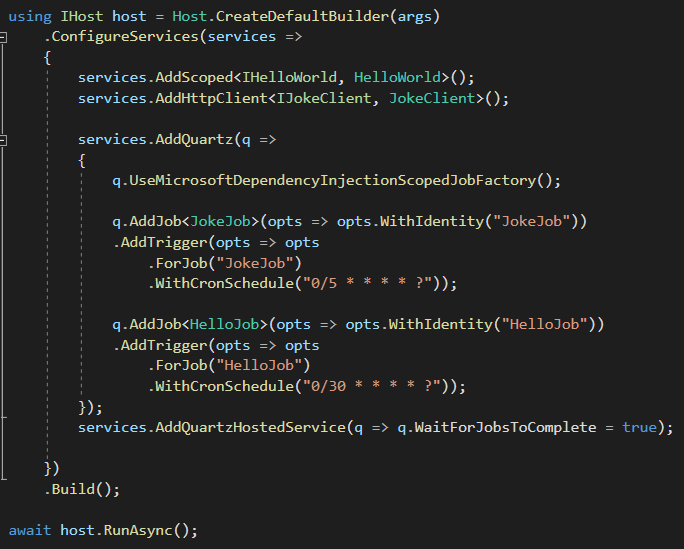 using IHost host = Host.CreateDefaultBuilder(args)
    .ConfigureServices(services =>
    {
        services.AddScoped<IHelloWorld, HelloWorld>();
        services.AddHttpClient<IJokeClient, JokeClient>();

        services.AddQuartz(q =>
        {
            q.UseMicrosoftDependencyInjectionScopedJobFactory();

            q.AddJob<JokeJob>(opts => opts.WithIdentity("JokeJob"))
            .AddTrigger(opts => opts
                .ForJob("JokeJob")
                .WithCronSchedule("0/5 * * * * ?"));

            q.AddJob<HelloJob>(opts => opts.WithIdentity("HelloJob"))
            .AddTrigger(opts => opts
                .ForJob("HelloJob")
                .WithCronSchedule("0/30 * * * * ?"));
        });
        services.AddQuartzHostedService(q => q.WaitForJobsToComplete = true);

    })
    .Build();

await host.RunAsync();